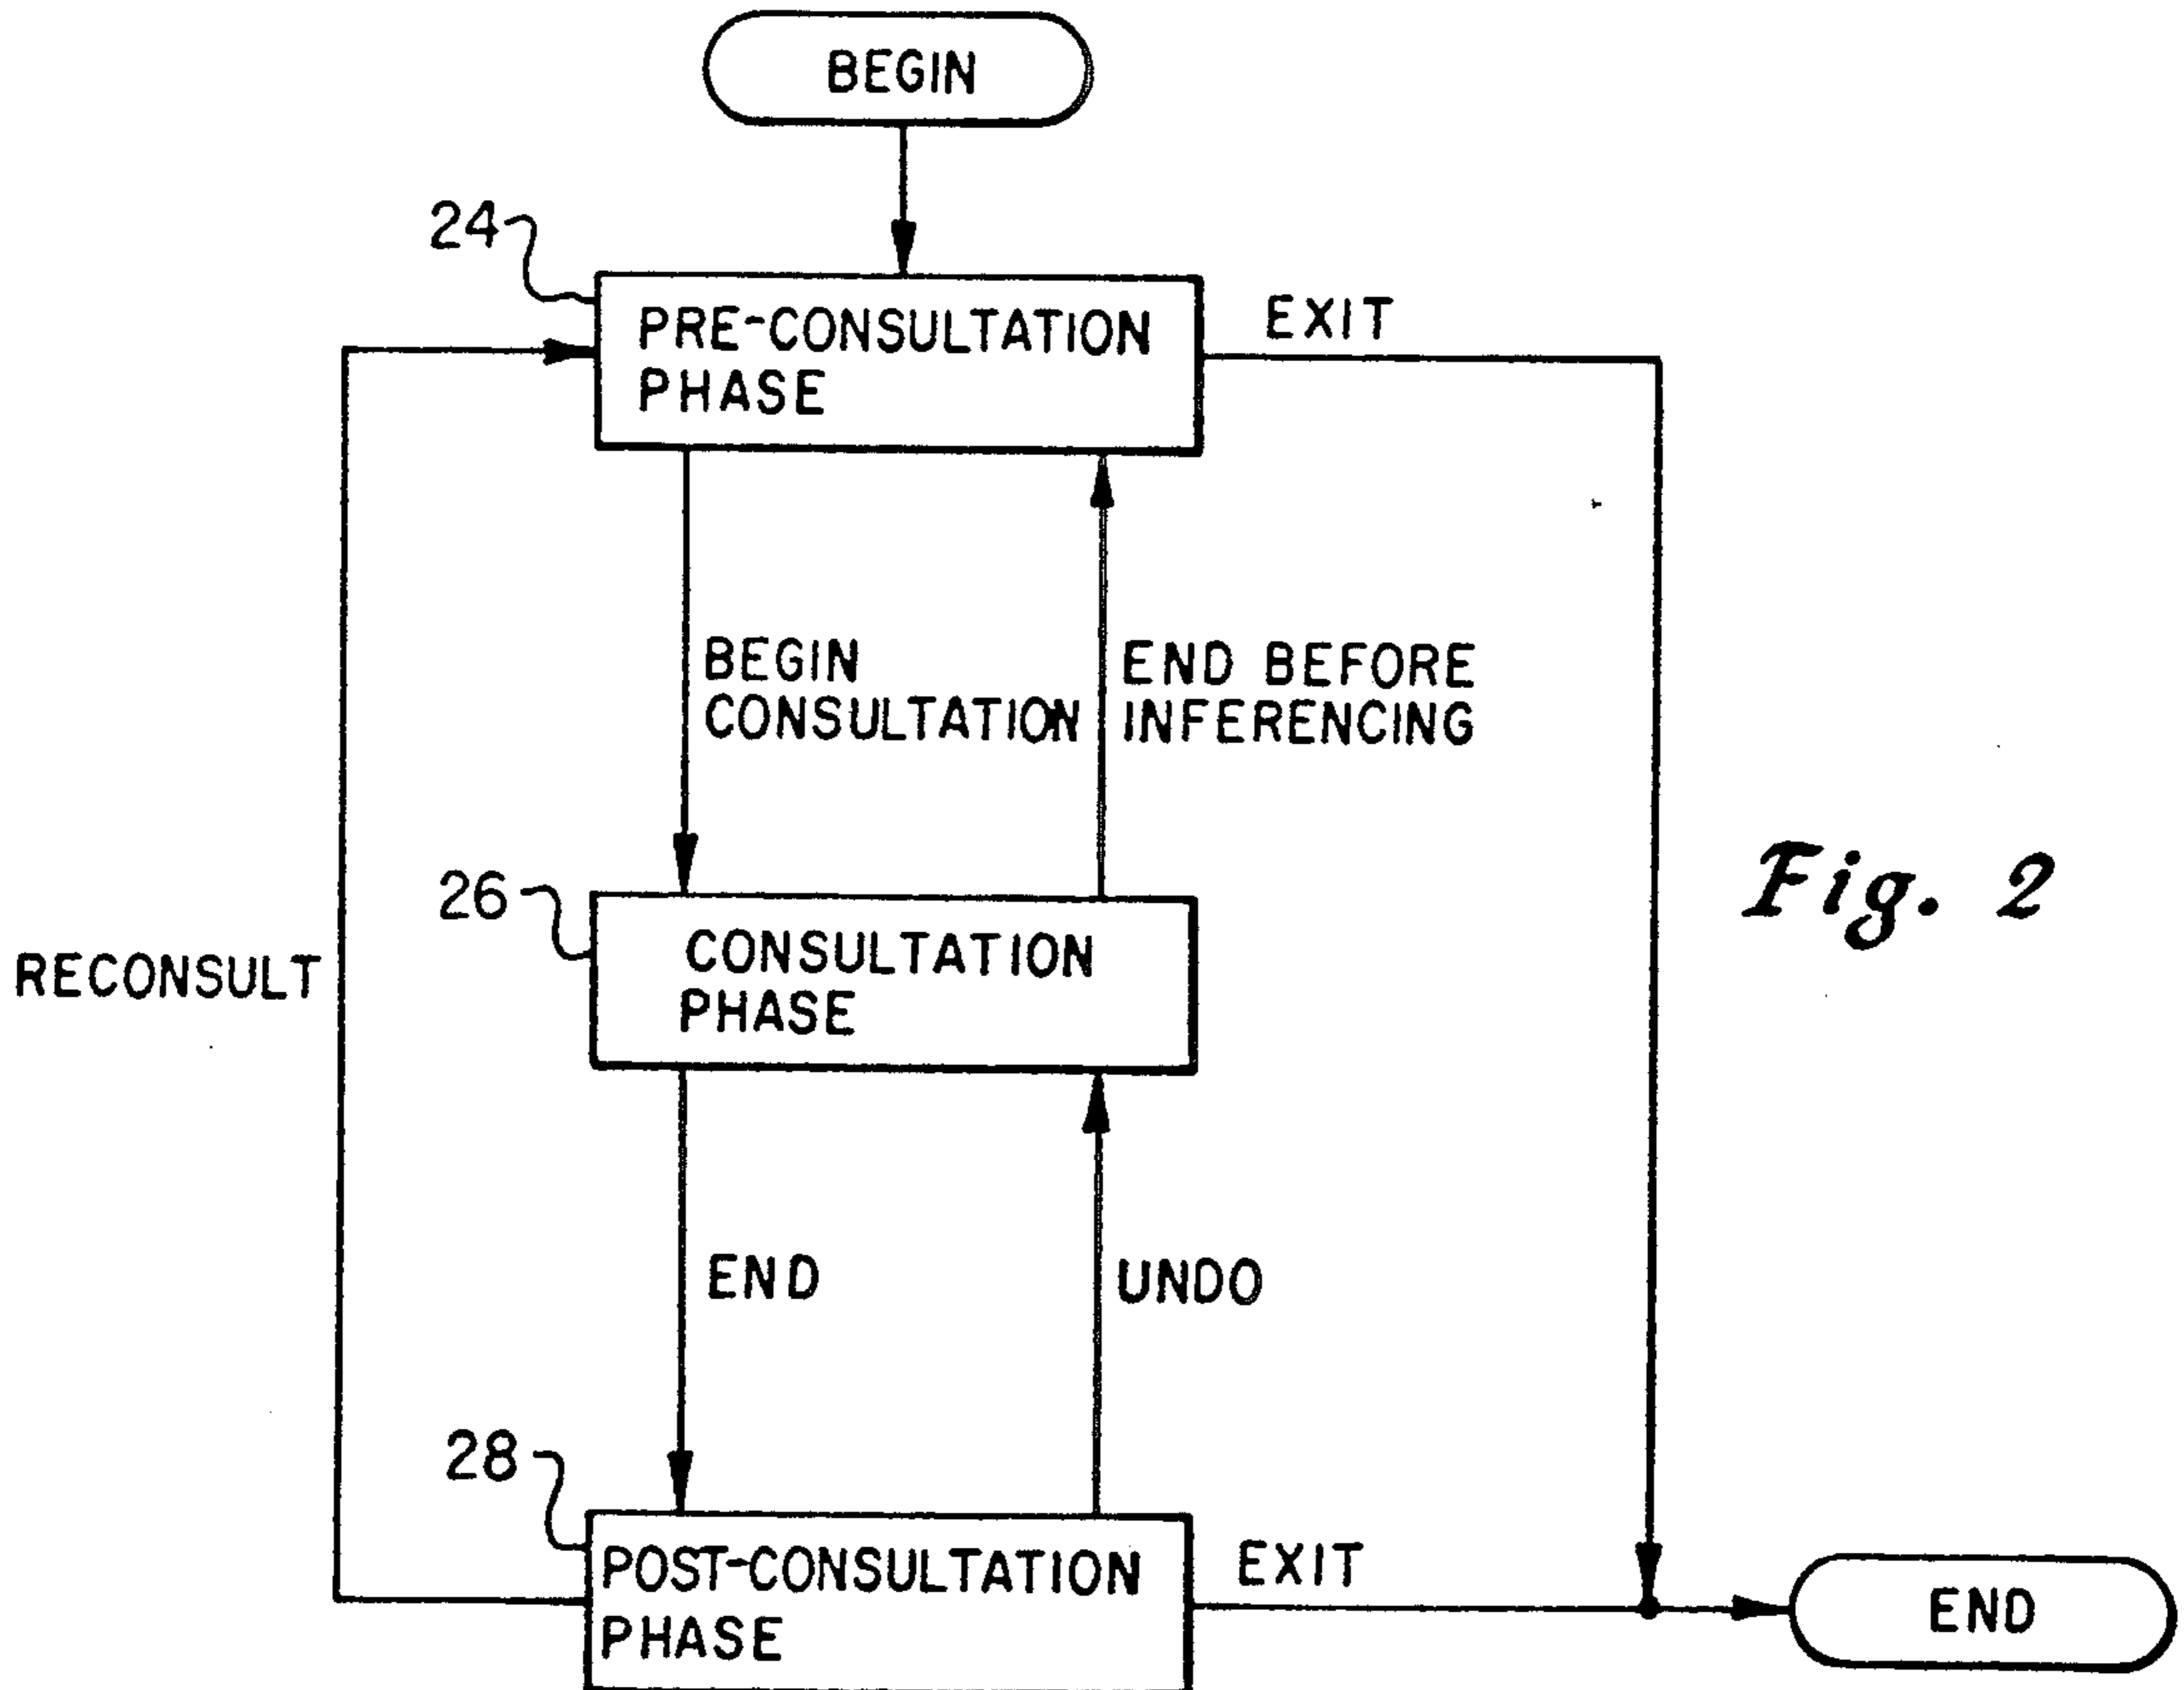 BEGIN
24
PRE-CONSULTATION
PHASE
EXIT
BEGIN
CONSULTATION
END BEFORE
INFERENCING
26
CONSULTATION
PHASE
Fig. 2
RECONSULT
END
UNDO
28
POST-CONSULTATION
PHASE
EXIT
END